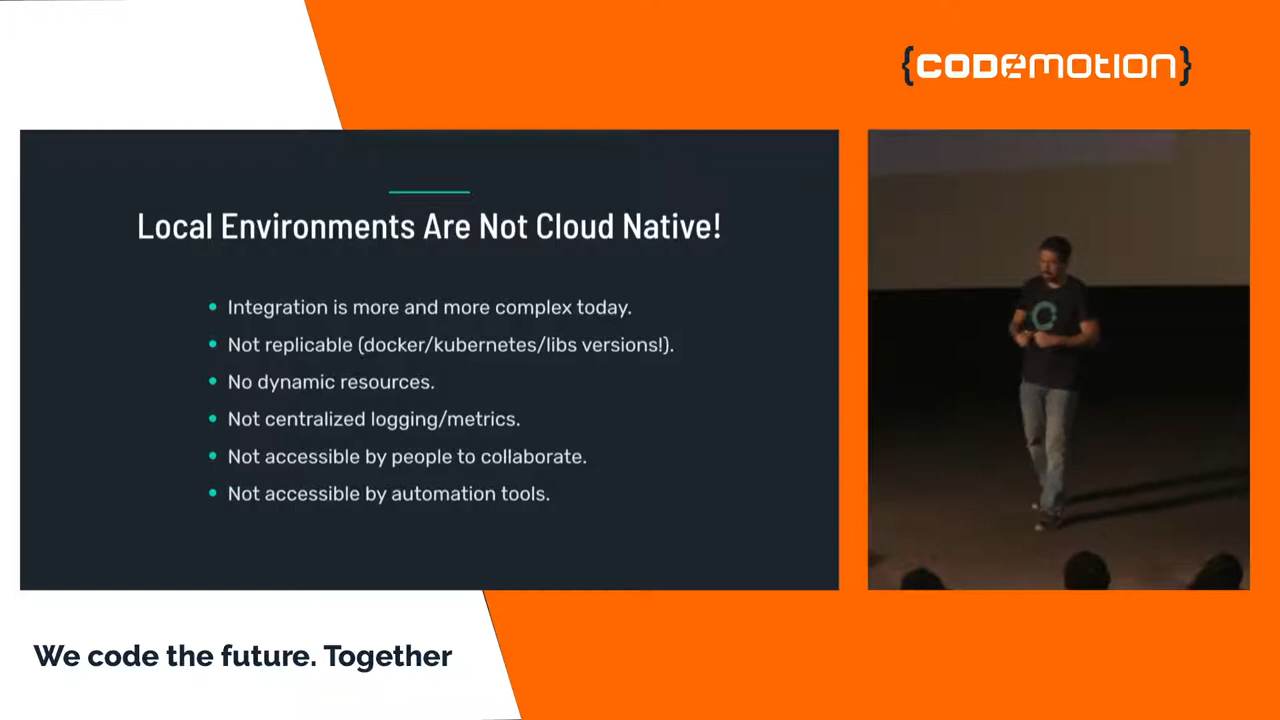 {CODEMOTION}
Local Environments Are Not Cloud Native!
Integration is more and more complex today.
Not replicable (docker/kubernetes/libs versions!).
No dynamic resources.
Not centralized logging/metrics.
Not accessible by people to collaborate.
Not accessible by automation tools.
We code the future. Together